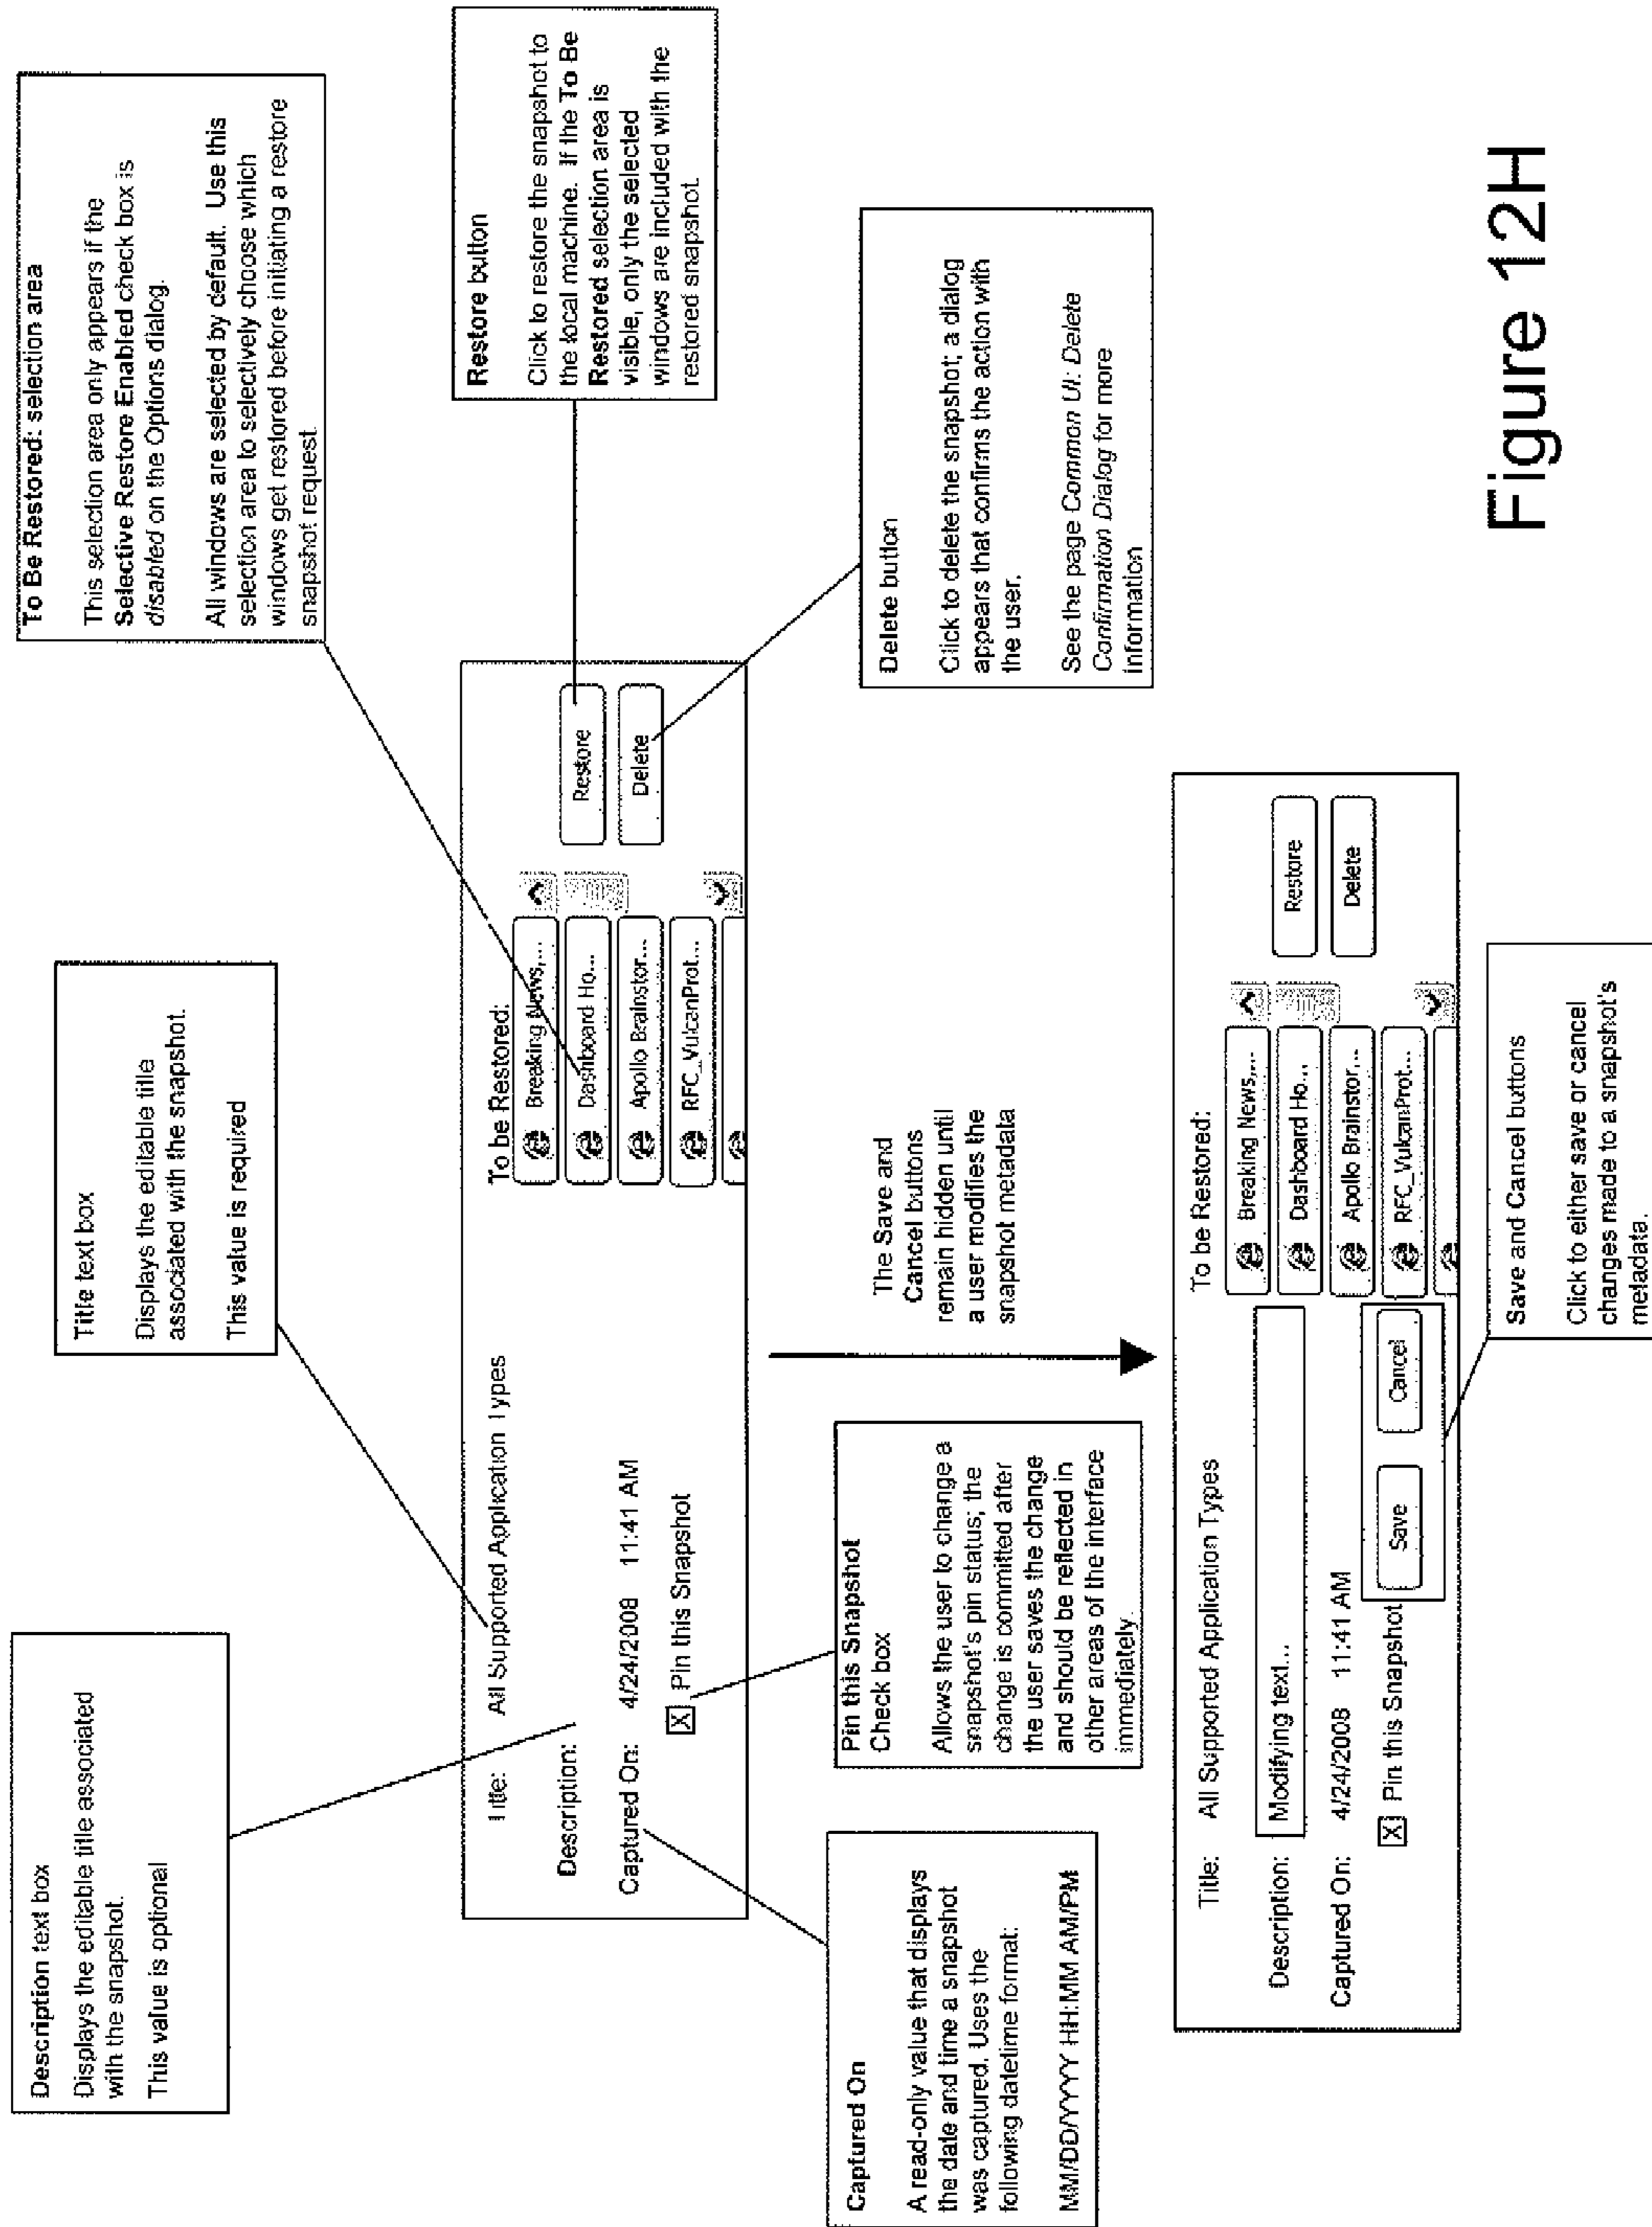 Description text box
Displays the editable title associated
with the snapshot.
This value is optional
Title text box
Displays the editable title
associated with the snapshot.
This value is required
To Be Restored: selection area
This selection area only appears if the
Selective Restore Enabled check box is
disabled on the Options dialog.
All windows are selected by default. Use this
selection area to selectively choose which
windows get restored before initiating a restore
snapshot request.
Title:
All Supported Application Types
Description:
Captured On:
4/24/2008 11:41 AM
X Pin this Snapshot
To be Restored:
Breaking News,...
Dashboard Ho...
Apollo Brainstor...
RFC_VulcanProt...
Restore
Delete
Restore button
Click to restore the snapshot to
the local machine. If the To Be
Restored selection area is
visible, only the selected
windows are included with the
restored snapshot.
Captured On
A read-only value that displays
the date and time a snapshot
was captured. Uses the
following datetime format:
MM/DD/YYYY HH:MM AM/PM
Pin this Snapshot
Check box
Allows the user to change a
snapshot's pin status; the
change is committed after
the user saves the change
and should be reflected in
other areas of the interface
immediately.
The Save and
Cancel buttons
remain hidden until
a user modifies the
snapshot metadata
Delete button
Click to delete the snapshot; a dialog
appears that confirms the action with
the user.
See the page Common UI: Delete
Confirmation Dialog for more
information
Title:
All Supported Application Types
Description:
Modifying text...
Captured On:
4/24/2008 11:41 AM
X Pin this Snapshot
Save
Cancel
To be Restored:
Breaking News,...
Dashboard Ho...
Apollo Brainstor...
RFC_VulcanProt...
Restore
Delete
Save and Cancel buttons
Click to either save or cancel
changes made to a snapshot's
metadata.
Figure 12H